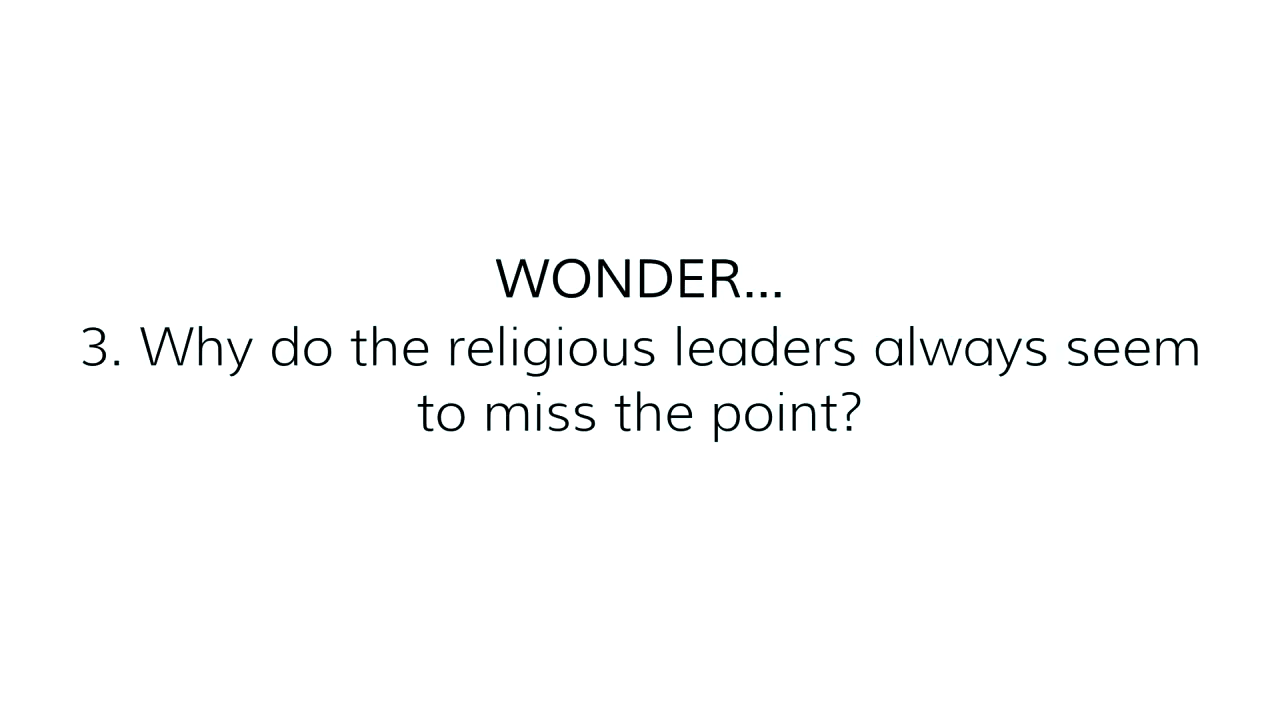 WONDER...
3. Why do the religious leaders always seem
to miss the point?